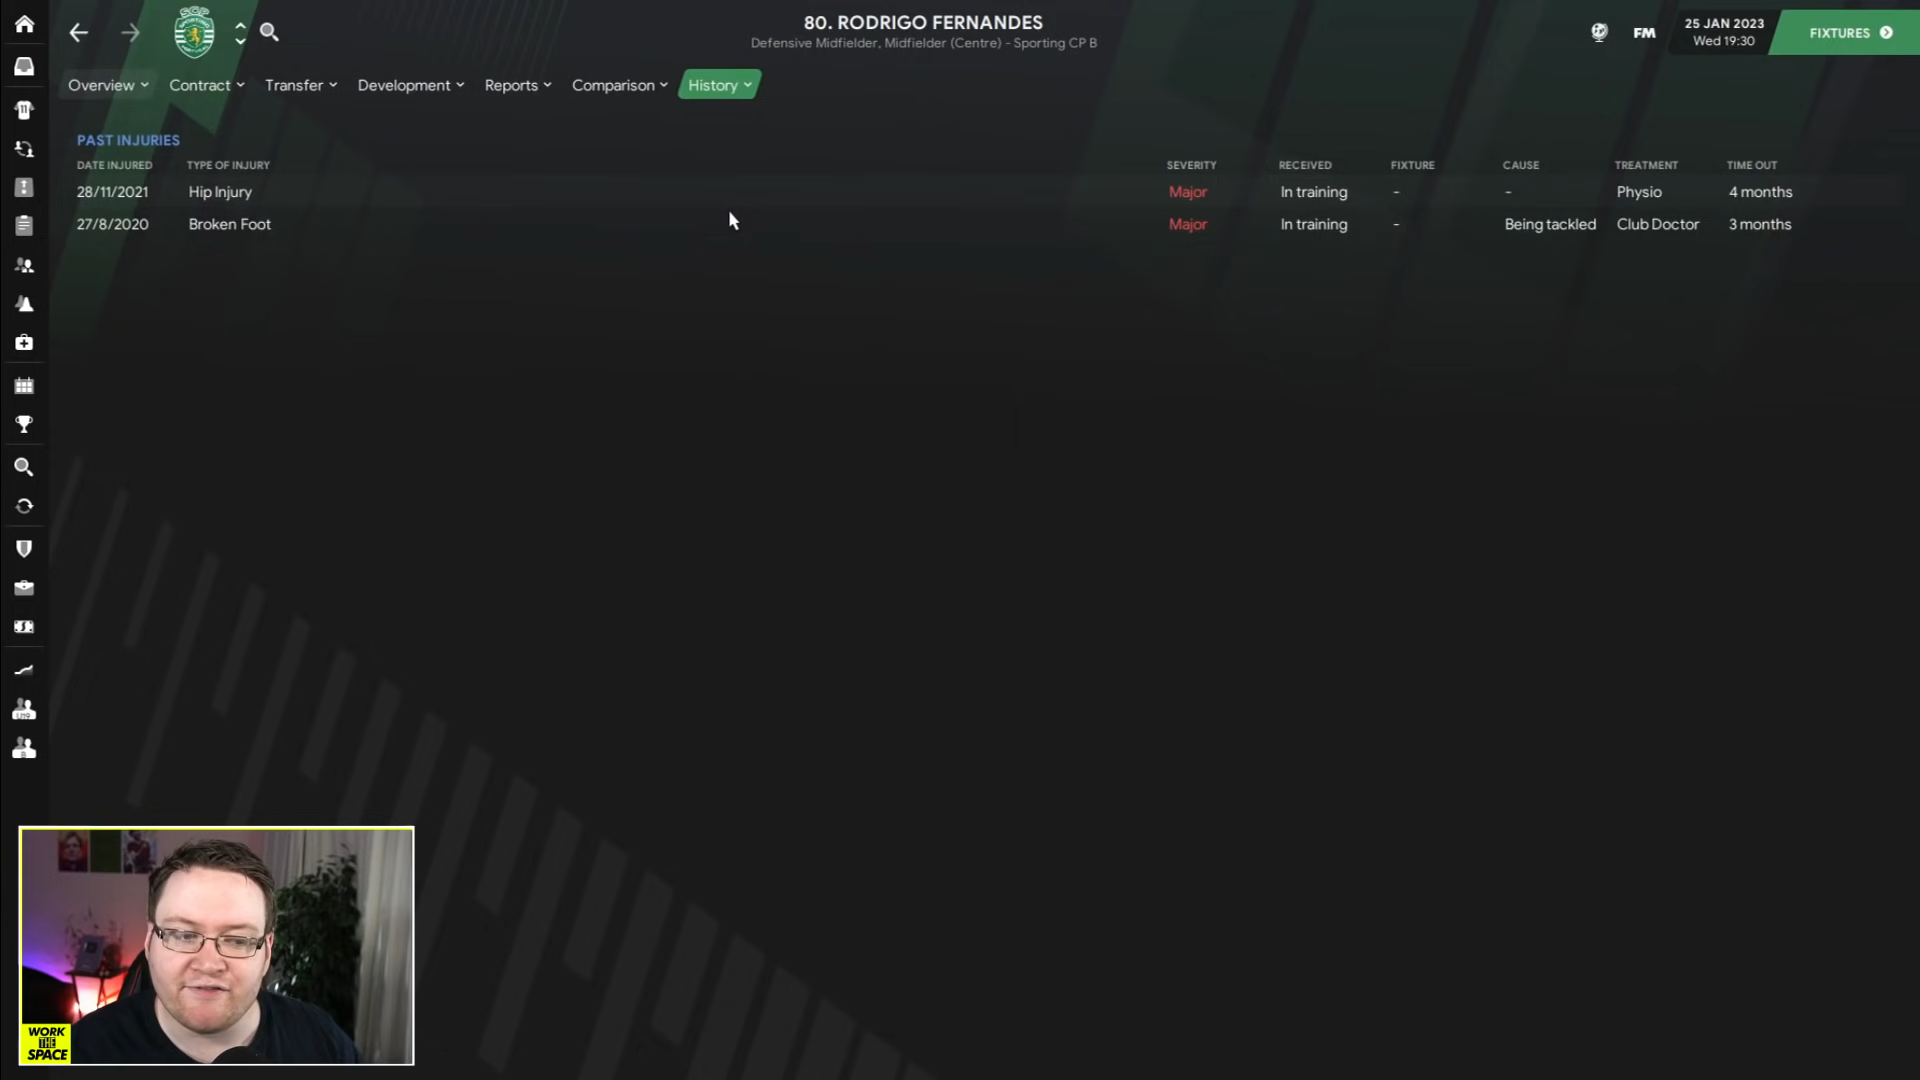 80. RODRIGO FERNANDES
Defensive Midfielder, Midfielder (Centre) - Sporting CP B
FM
25 JAN 2023
Wed 19:30
FIXTURES
Overview
Contract
Transfer
Development
Reports
Comparison
History
PAST INJURIES
DATE INJURED TYPE OF INJURY SEVERITY RECEIVED FIXTURE CAUSE TREATMENT TIME OUT
28/11/2021 Hip Injury Major In training - - Physio 4 months
27/8/2020 Broken Foot Major In training - Being tackled Club Doctor 3 months
WORK
THE
SPACE